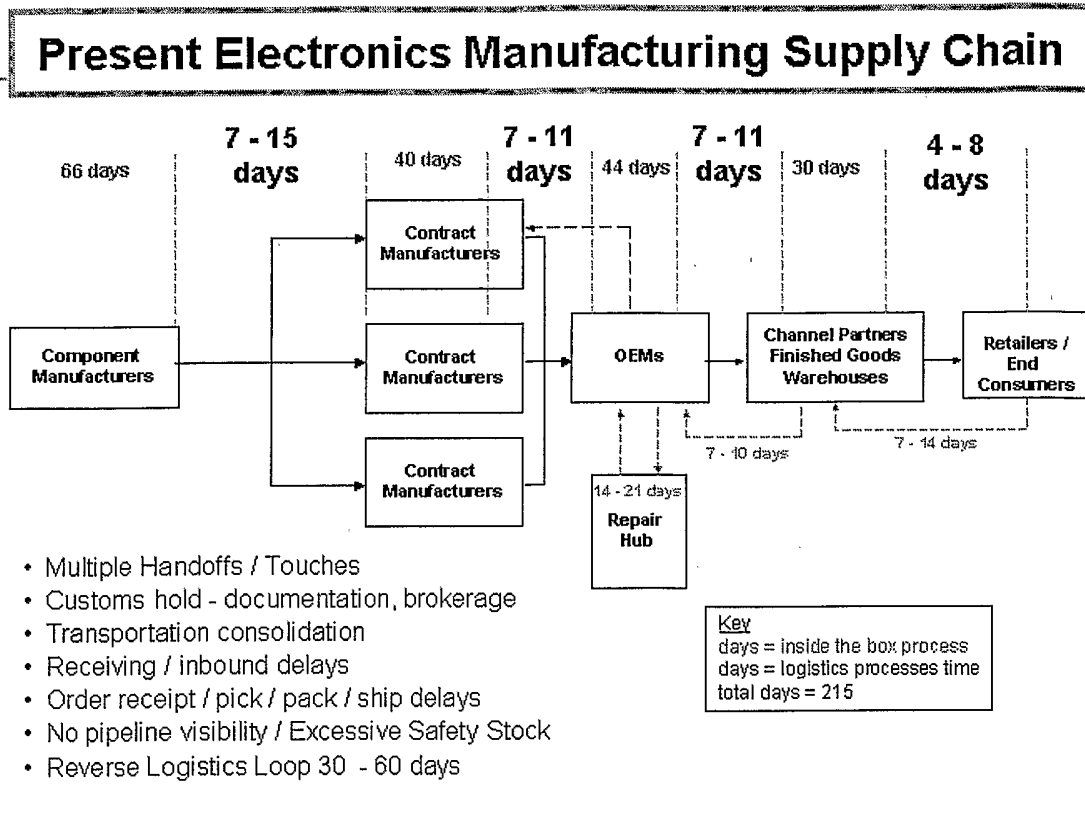 Present Electronics Manufacturing Supply Chain
66 days
7 - 15
days
40 days
7 - 11
days
44 days
7 - 11
days
30 days
4 - 8
days
Contract
Manufacturers
Component
Manufacturers
Contract
Manufacturers
OEMs
Channel Partners
Finished Goods
Warehouses
Retailers /
End
Consumers
Contract
Manufacturers
7 - 10 days
7 - 14 days
14 - 21 days
Repair
Hub
• Multiple Handoffs / Touches
• Customs hold - documentation, brokerage
• Transportation consolidation
• Receiving / inbound delays
• Order receipt / pick / pack / ship delays
• No pipeline visibility / Excessive Safety Stock
• Reverse Logistics Loop 30 - 60 days
Key
days = inside the box process
days = logistics processes time
total days = 215